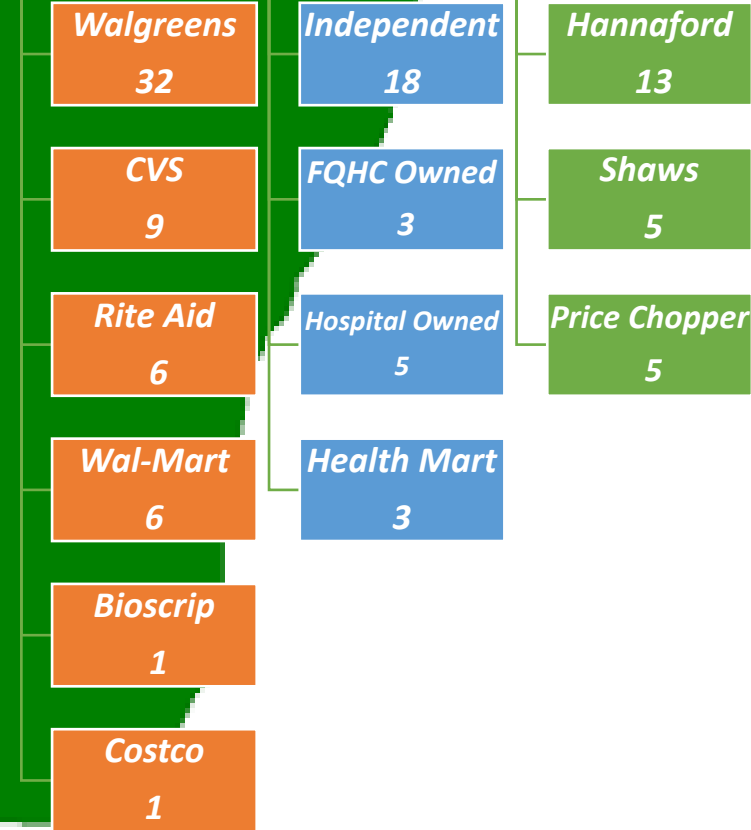 Walgreens
32
CVS
9
Rite Aid
6
Wal-Mart
6
Bioscrip
1
Costco
1
Independent
18
FQHC Owned
3
Hospital Owned
5
Health Mart
3
Hannaford
13
Shaws
5
Price Chopper
5